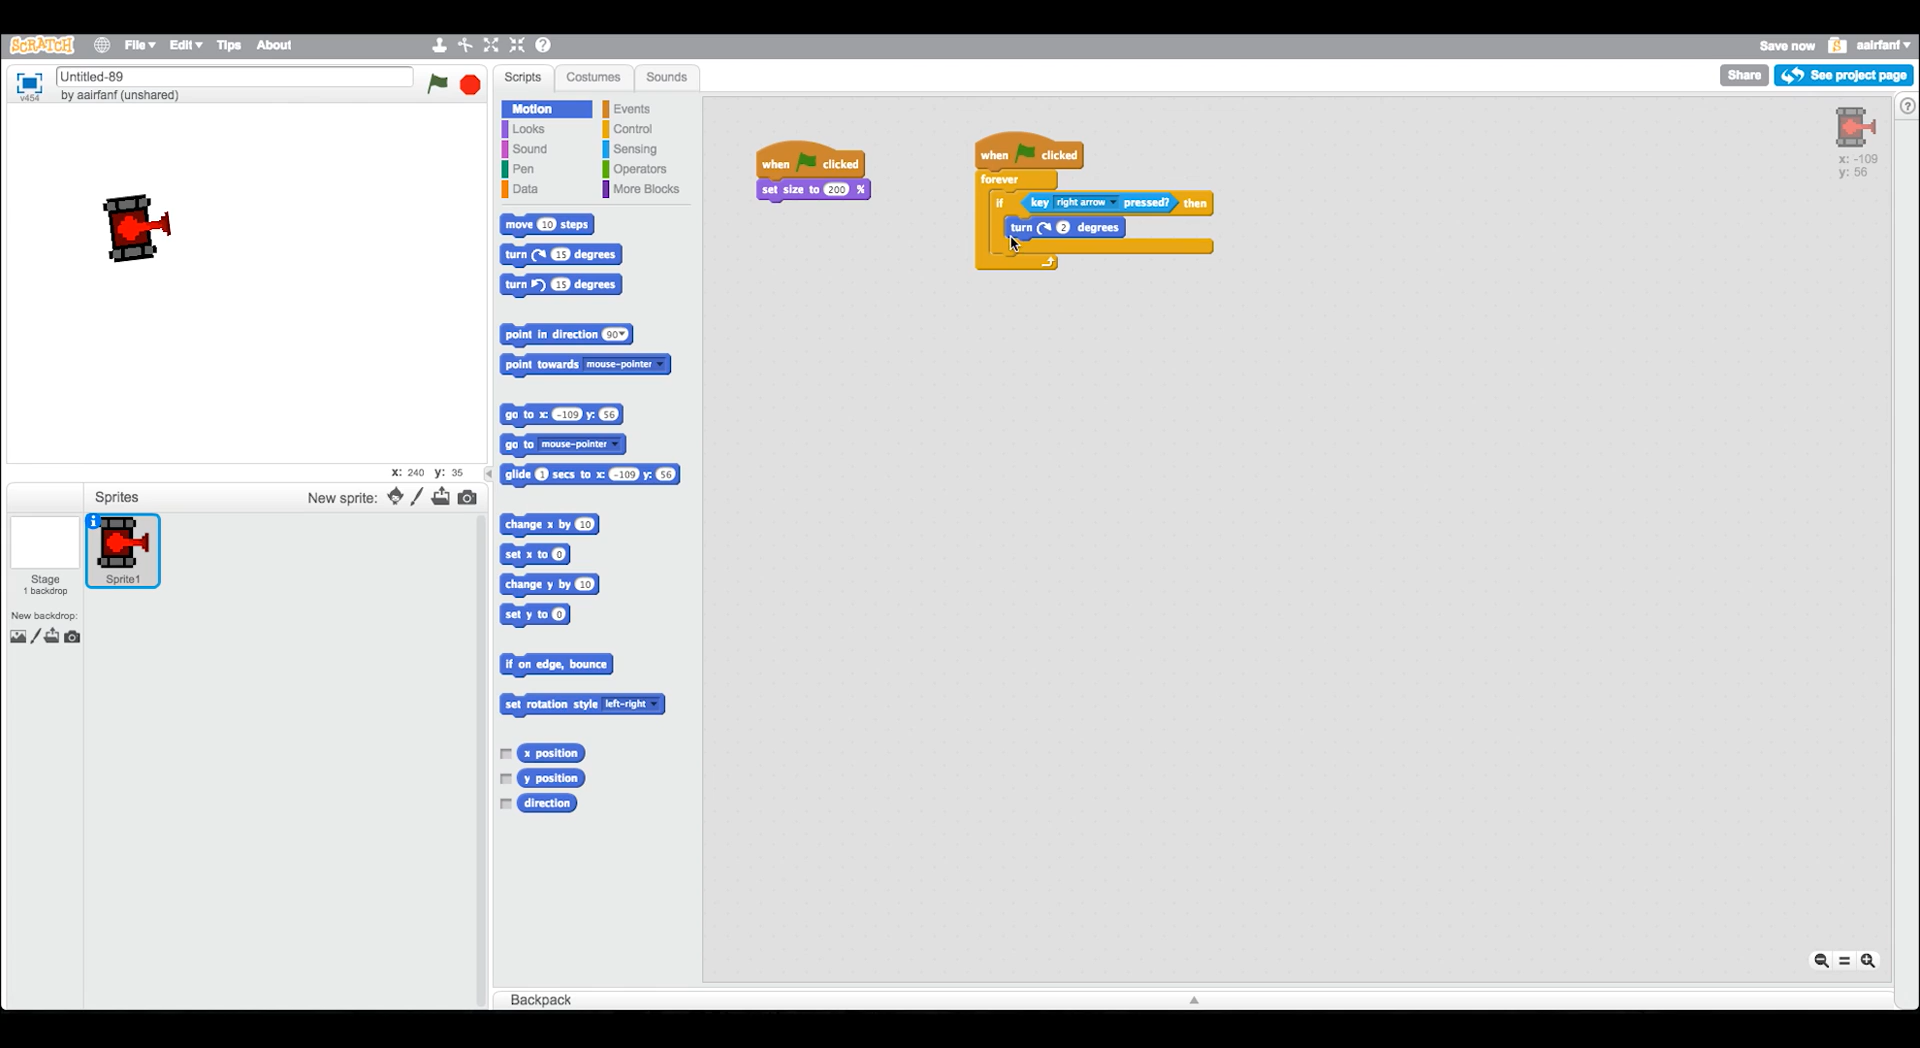 SCRATCH File Edit Tips About Save now aairfanf
Untitled-89
by aairfanf (unshared)
v454
Scripts Costumes Sounds
Share See project page
Motion Events
Looks Control
Sound Sensing
Pen Operators
Data More Blocks
move 10 steps
turn 15 degrees
turn 15 degrees
point in direction 90
point towards mouse-pointer
go to x: -109 y: 56
go to mouse-pointer
glide 1 secs to x: -109 y: 56
change x by 10
set x to 0
change y by 10
set y to 0
if on edge, bounce
set rotation style left-right
x position
y position
direction
when clicked
set size to 200 %
when clicked
forever
if key right arrow pressed? then
turn 2 degrees
x: -109
y: 56
x: 240 y: 35
Sprites New sprite:
Stage
1 backdrop
Sprite1
New backdrop:
Backpack